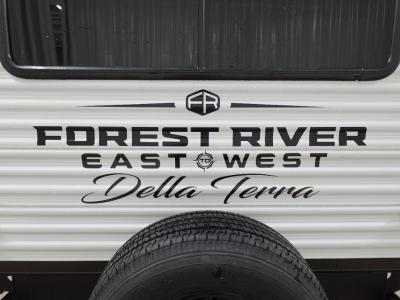 FR
FOREST RIVER
EAST TO WEST
Della Terra